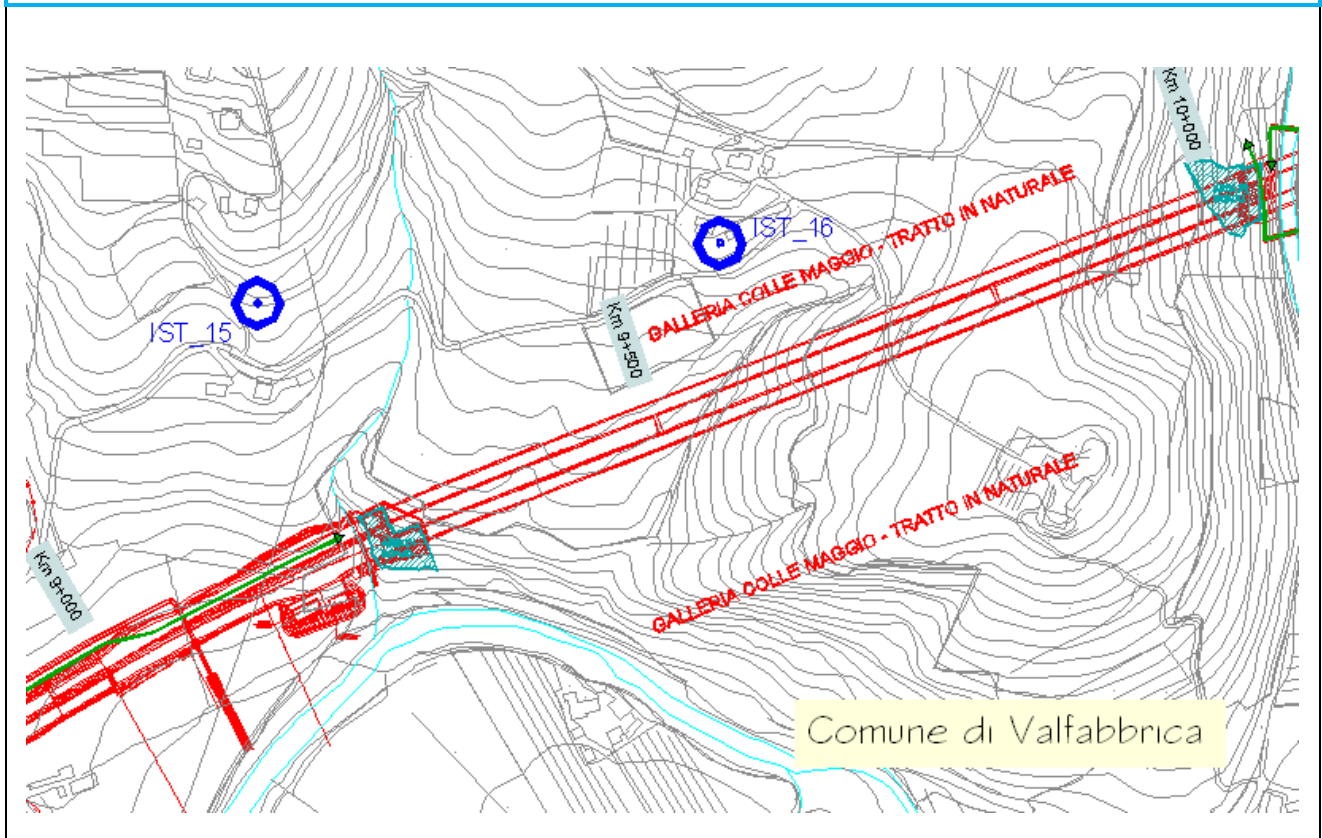 Km 10+000
IST_16
GALLERIA COLLE MAGGIO - TRATTO IN NATURALE
IST_15
Km 9+500
GALLERIA COLLE MAGGIO - TRATTO IN NATURALE
Km 9+000
Comune di Valfabbrica